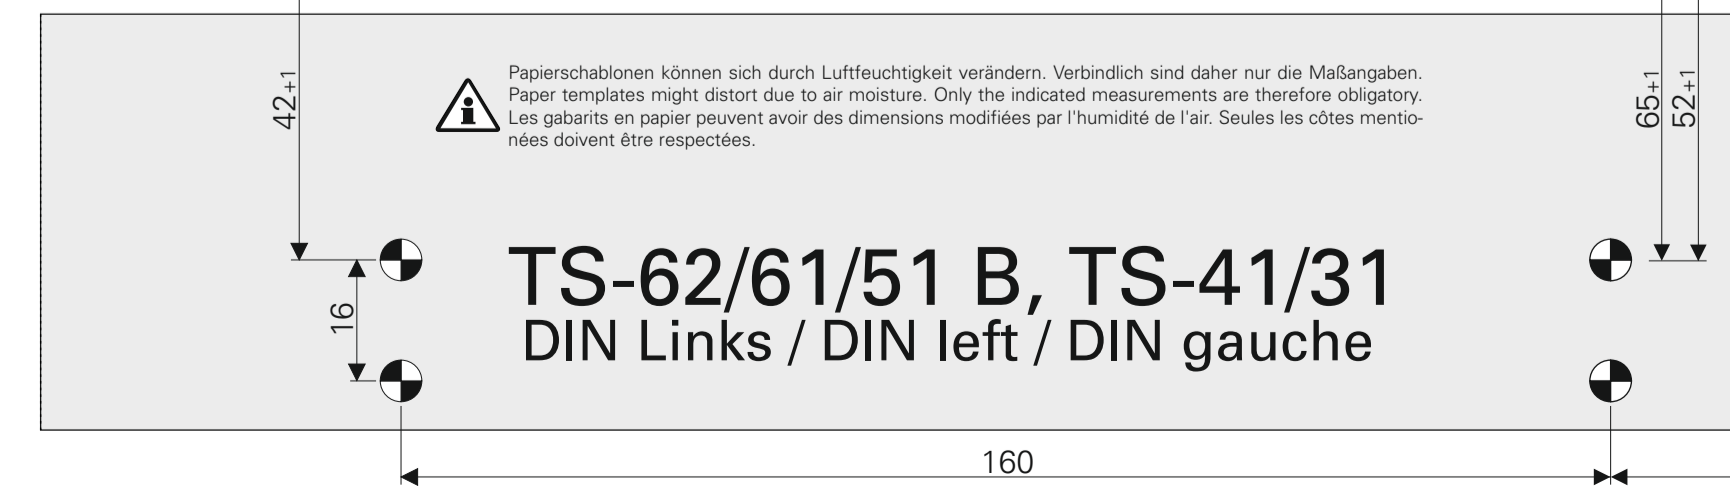 Papierschablonen können sich durch Luftfeuchtigkeit verändern. Verbindlich sind daher nur die Maßangaben.
Paper templates might distort due to air moisture. Only the indicated measurements are therefore obligatory.
Les gabarits en papier peuvent avoir des dimensions modifiées par l'humidité de l'air. Seules les côtes mentio-
nées doivent être respectées.
42+1
65+1
52+1
TS-62/61/51 B, TS-41/31
16
DIN Links / DIN left / DIN gauche
160